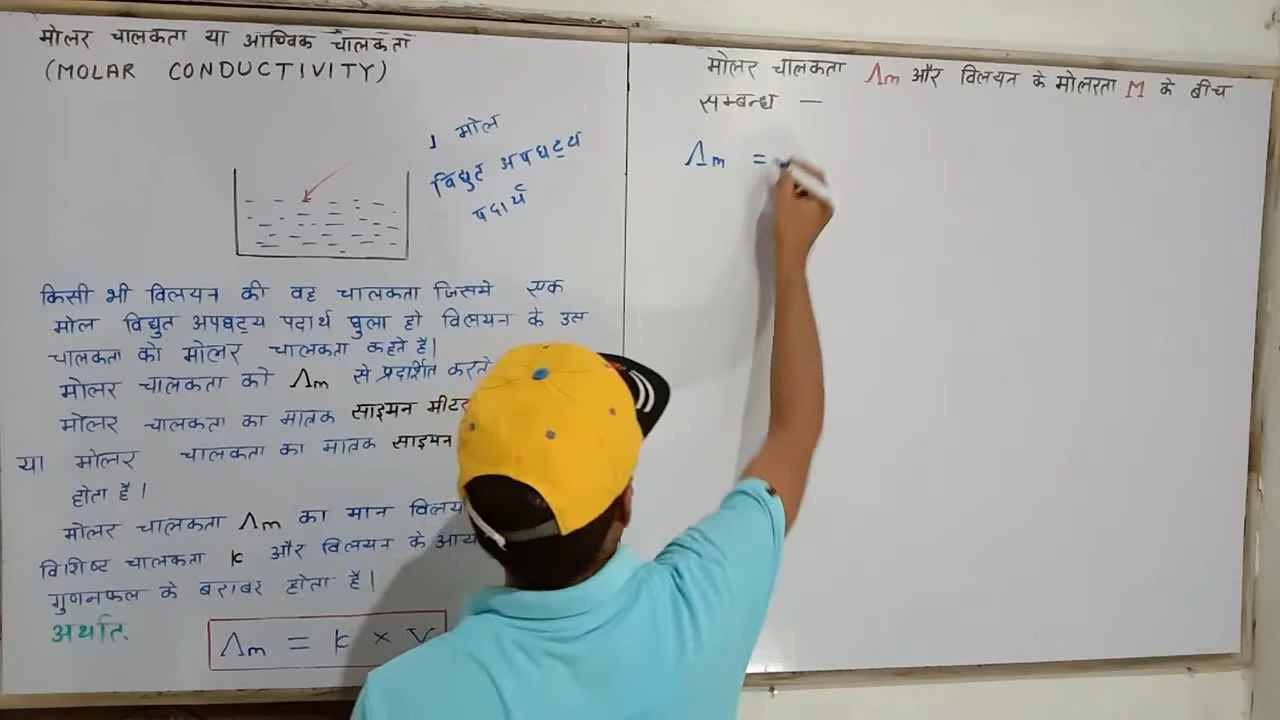 मोलर चालकता या आण्विक चालकता
(MOLAR CONDUCTIVITY)
1 मोल
विद्युत अपघट्य
पदार्थ
किसी भी विलयन की वह चालकता जिसमे एक
मोल विद्युत अपघट्य पदार्थ घुला हो विलयन के उस
चालकता को मोलर चालकता कहते हैं।
मोलर चालकता को Λm से प्रदर्शित करते
मोलर चालकता का मात्रक साइमन मीटर
या मोलर चालकता का मात्रक साइमन
होता है।
मोलर चालकता Λm का मान
विशिष्ट चालकता k और विलयन के
गुणनफल के बराबर होता है।
अर्थात्
Λm = k × V
मोलर चालकता Λm और विलयन के मोलरता M के बीच
सम्बन्ध —
Λm =